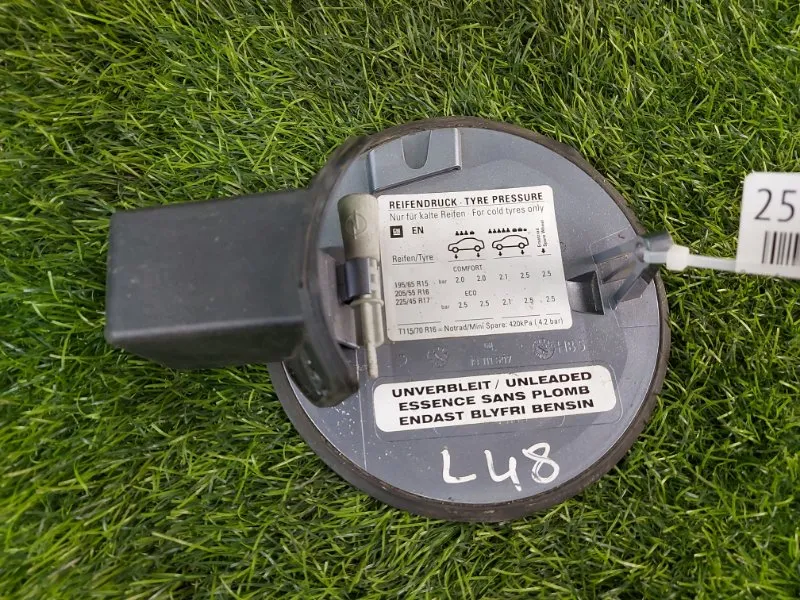 REIFENDRUCK · TYRE PRESSURE
Nur für kalte Reifen · For cold tyres only
GM EN
Reifen/Tyre
COMFORT
195/65 R15 bar 2.0 2.0 2.1 2.5 2.5
205/55 R16
225/45 R17
ECO
bar 2.5 2.5 2.5 2.5
T115/70 R16 = Notrad/Mini Spare: 420kPa (4.2 bar)
UNVERBLEIT / UNLEADED
ESSENCE SANS PLOMB
ENDAST BLYFRI BENSIN
L48
25